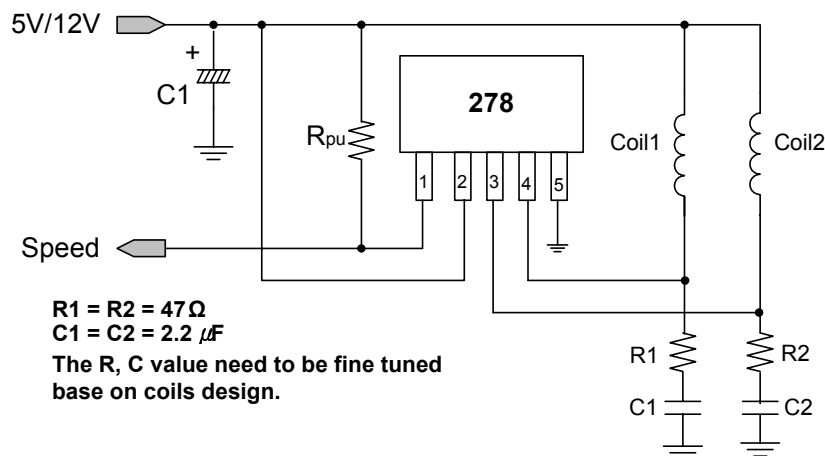 5V/12V
+
C1
Rpu
278
1 2 3 4 5
Coil1
Coil2
Speed
R1 = R2 = 47Ω
C1 = C2 = 2.2 μF
The R, C value need to be fine tuned
base on coils design.
R1
R2
C1
C2